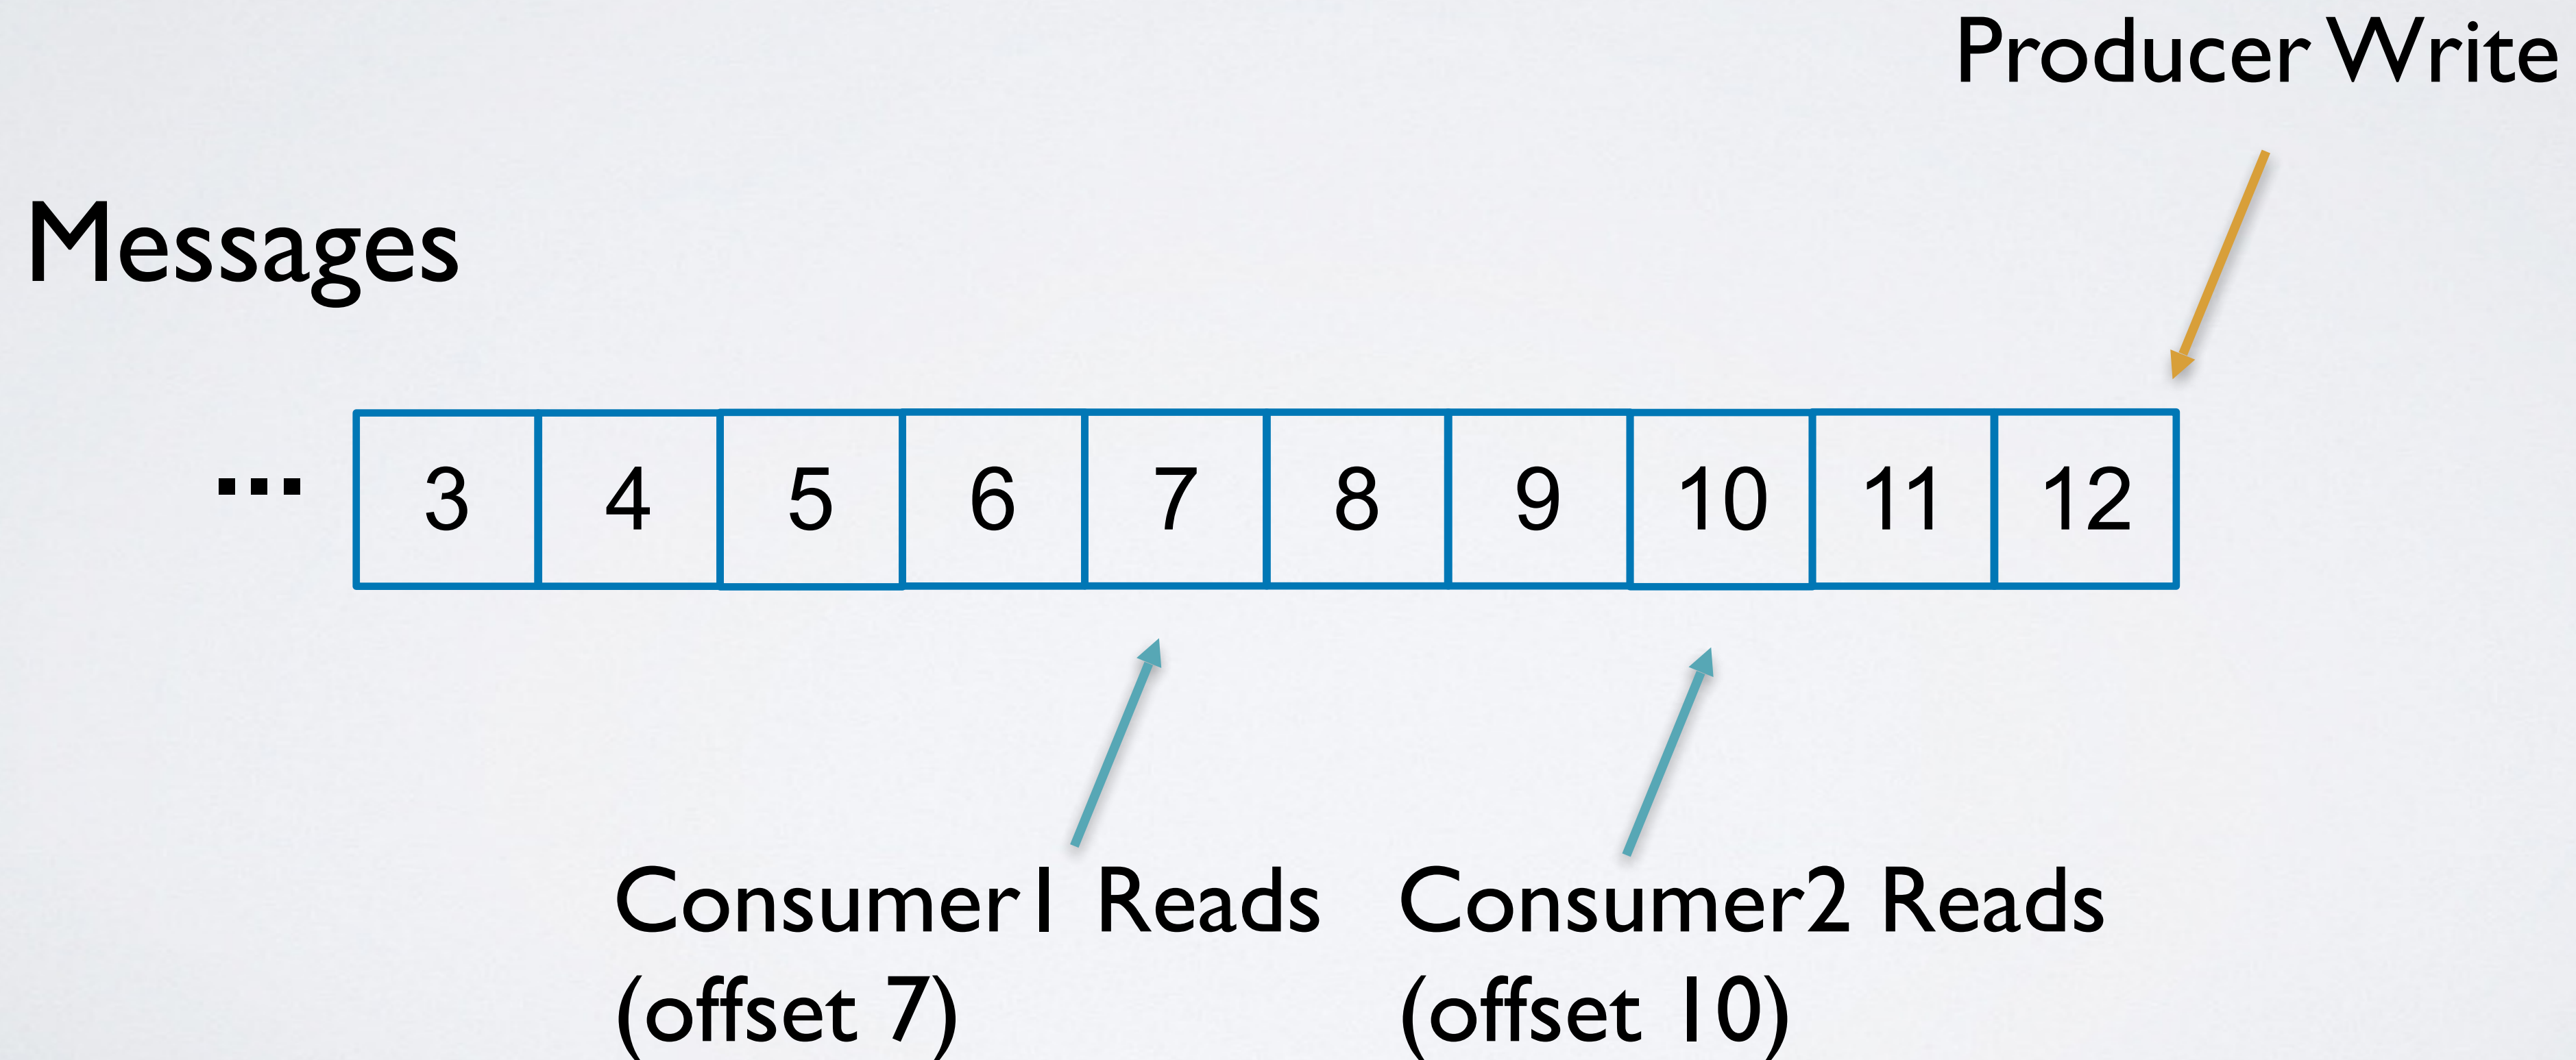 Producer Write
Messages
... 3 4 5 6 7 8 9 10 11 12
Consumer1 Reads
(offset 7)
Consumer2 Reads
(offset 10)